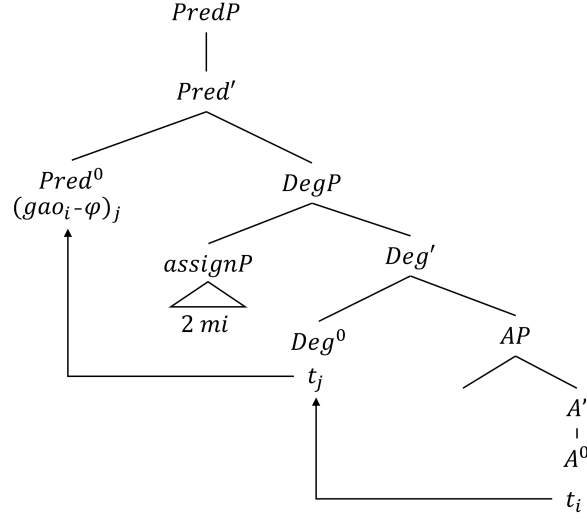 PredP
Pred′
Pred⁰
(gaoᵢ-φ)ⱼ
DegP
assignP
2 mi
Deg′
Deg⁰
tⱼ
AP
A'
A⁰
tᵢ